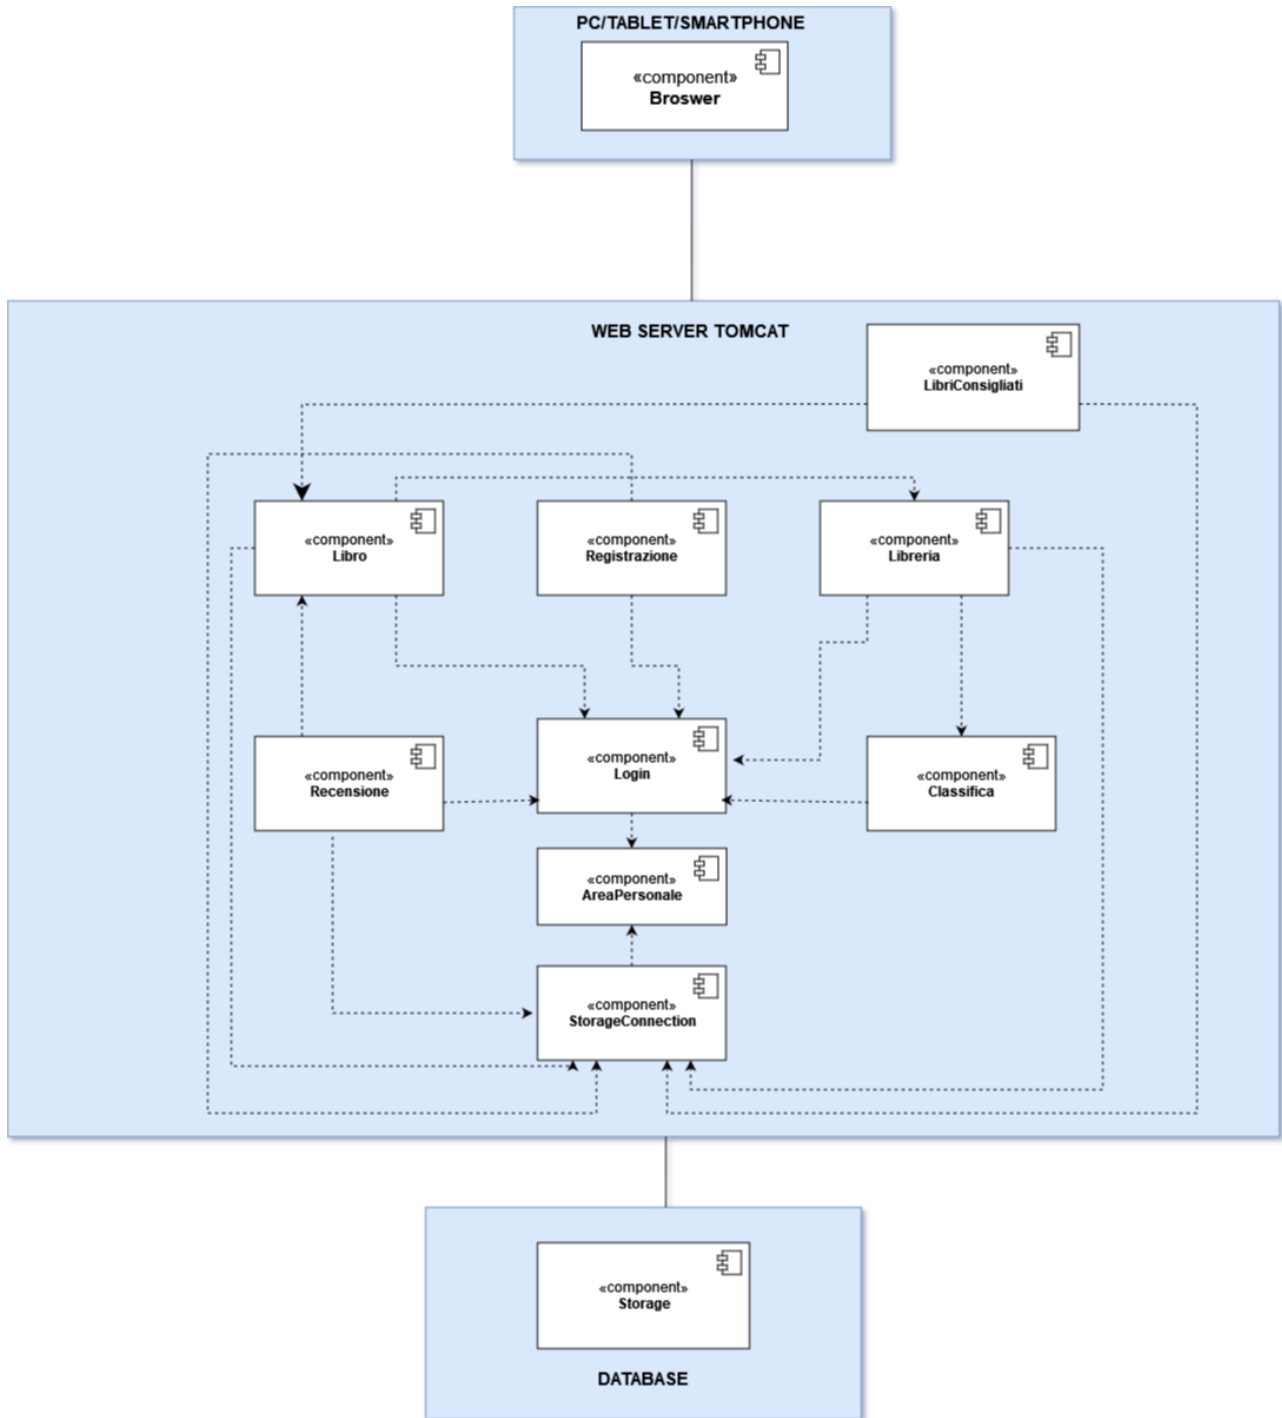 PC/TABLET/SMARTPHONE
«component»
Broswer
WEB SERVER TOMCAT
«component»
LibriConsigliati
«component»
Libro
«component»
Registrazione
«component»
Libreria
«component»
Recensione
«component»
Login
«component»
Classifica
«component»
AreaPersonale
«component»
StorageConnection
«component»
Storage
DATABASE